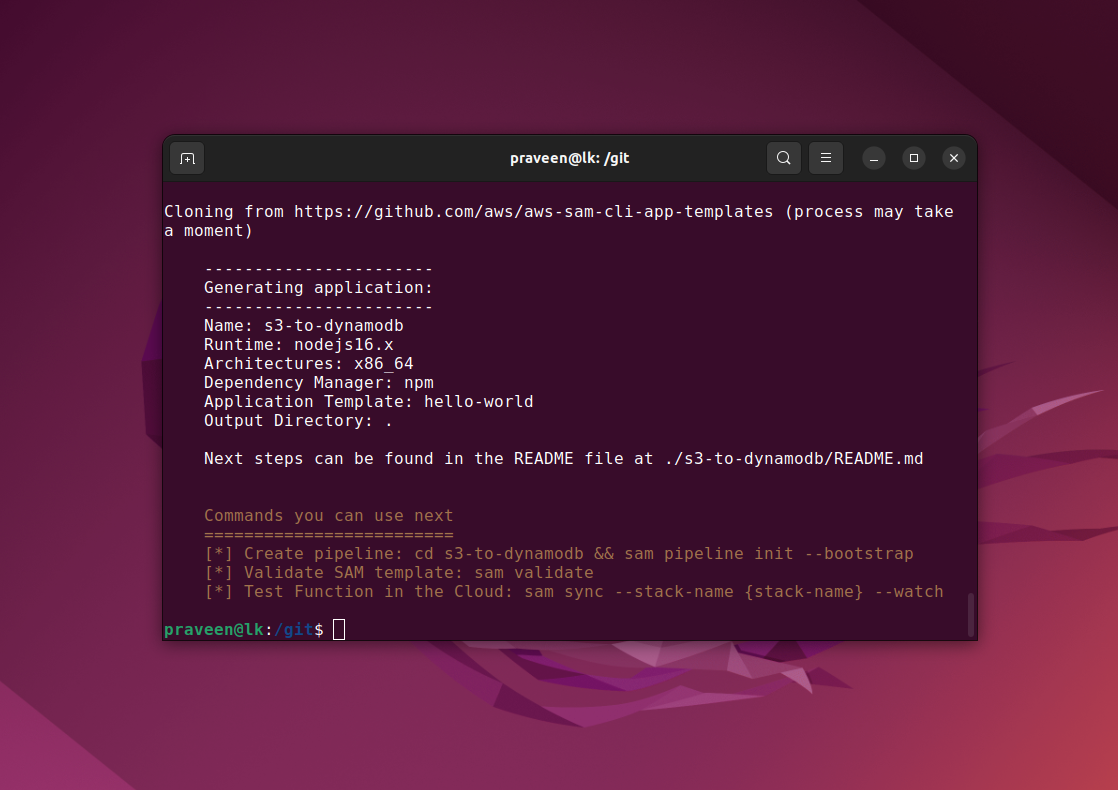 praveen@lk: /git
Cloning from https://github.com/aws/aws-sam-cli-app-templates (process may take
a moment)
-----------------------
Generating application:
-----------------------
Name: s3-to-dynamodb
Runtime: nodejs16.x
Architectures: x86_64
Dependency Manager: npm
Application Template: hello-world
Output Directory: .
Next steps can be found in the README file at ./s3-to-dynamodb/README.md
Commands you can use next
=========================
[*] Create pipeline: cd s3-to-dynamodb && sam pipeline init --bootstrap
[*] Validate SAM template: sam validate
[*] Test Function in the Cloud: sam sync --stack-name {stack-name} --watch
praveen@lk:/git$